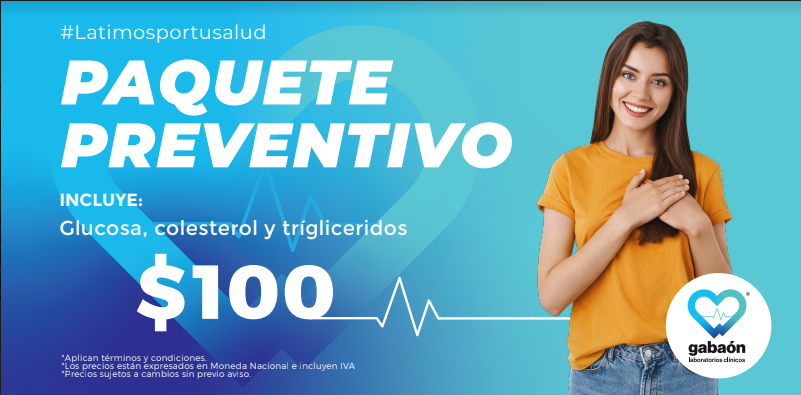 #Latimosportusalud
PAQUETE
PREVENTIVO
INCLUYE:
Glucosa, colesterol y trígliceridos
$100
*Aplican términos y condiciones.
*Los precios están expresados en Moneda Nacional e incluyen IVA
*Precios sujetos a cambios sin previo aviso.
®
gabaón
laboratorios clínicos